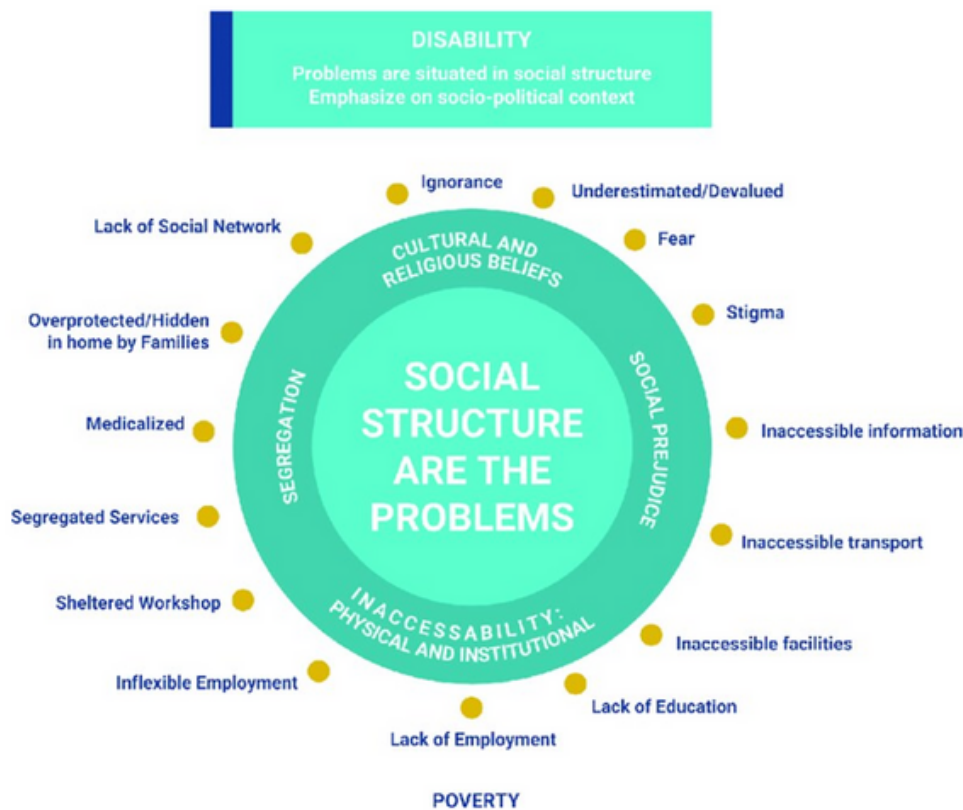 DISABILITY
Problems are situated in social structure
Emphasize on socio-political context
Ignorance
Underestimated/Devalued
Lack of Social Network
Fear
CULTURAL AND
RELIGIOUS BELIEFS
Overprotected/Hidden
in home by Families
Stigma
SEGREGATION
SOCIAL
STRUCTURE
ARE THE
PROBLEMS
SOCIAL PREJUDICE
Medicalized
Inaccessible information
Segregated Services
Inaccessible transport
Sheltered Workshop
INACCESSABILITY:
PHYSICAL AND INSTITUTIONAL
Inaccessible facilities
Inflexible Employment
Lack of Education
Lack of Employment
POVERTY